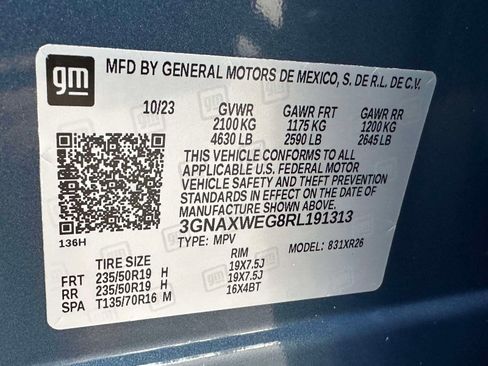 gm
MFD BY GENERAL MOTORS DE MEXICO, S. DE R.L. DE C.V.
10/23 GVWR GAWR FRT GAWR RR
2100 KG 1175 KG 1200 KG
4630 LB 2590 LB 2645 LB
THIS VEHICLE CONFORMS TO ALL
APPLICABLE U.S. FEDERAL MOTOR
VEHICLE SAFETY AND THEFT PREVENTION
STANDARDS IN EFFECT ON THE DATE OF
MANUFACTURE SHOWN ABOVE.
3GNAXWEG8RL191313
136H TYPE: MPV MODEL: 831XR26
TIRE SIZE RIM
FRT 235/50R19 H 19X7.5J
RR 235/50R19 H 19X7.5J
SPA T135/70R16 M 16X4BT